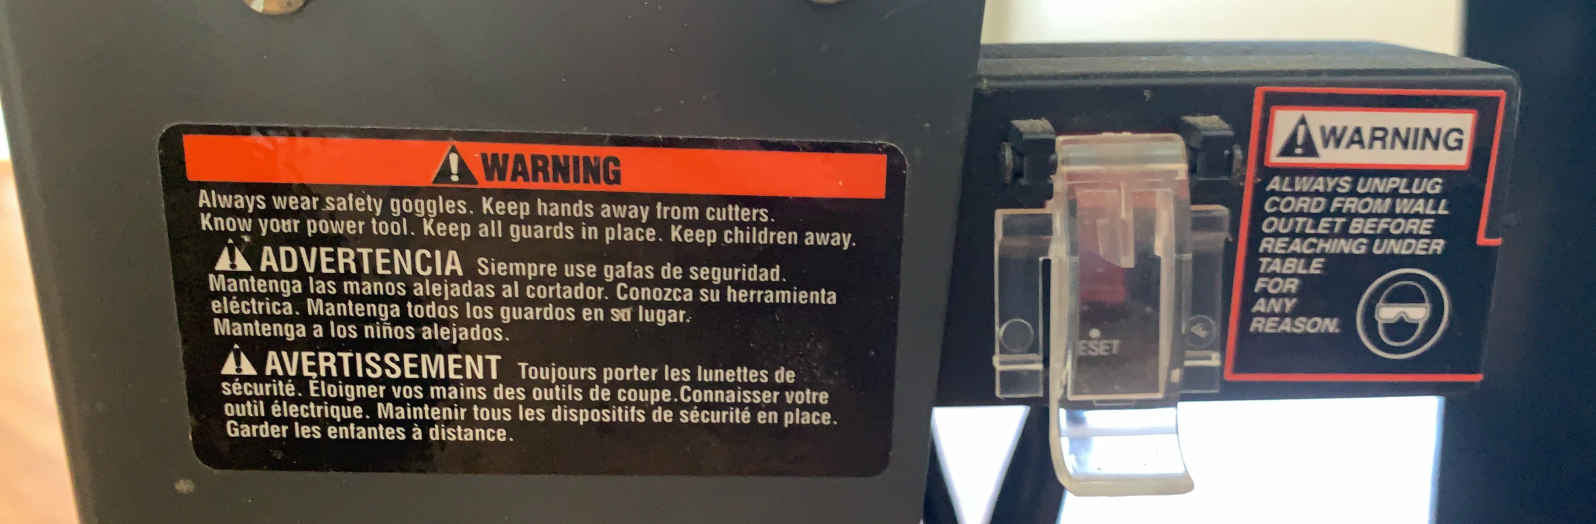 WARNING
Always wear safety goggles. Keep hands away from cutters.
Know your power tool. Keep all guards in place. Keep children away.
ADVERTENCIA Siempre use gafas de seguridad.
Mantenga las manos alejadas al cortador. Conozca su herramienta
eléctrica. Mantenga todos los guardos en su lugar.
Mantenga a los niños alejados.
AVERTISSEMENT Toujours porter les lunettes de
sécurité. Éloigner vos mains des outils de coupe.Connaisser votre
outil électrique. Maintenir tous les dispositifs de sécurité en place.
Garder les enfantes à distance.
ESET
WARNING
ALWAYS UNPLUG
CORD FROM WALL
OUTLET BEFORE
REACHING UNDER
TABLE
FOR
ANY
REASON.